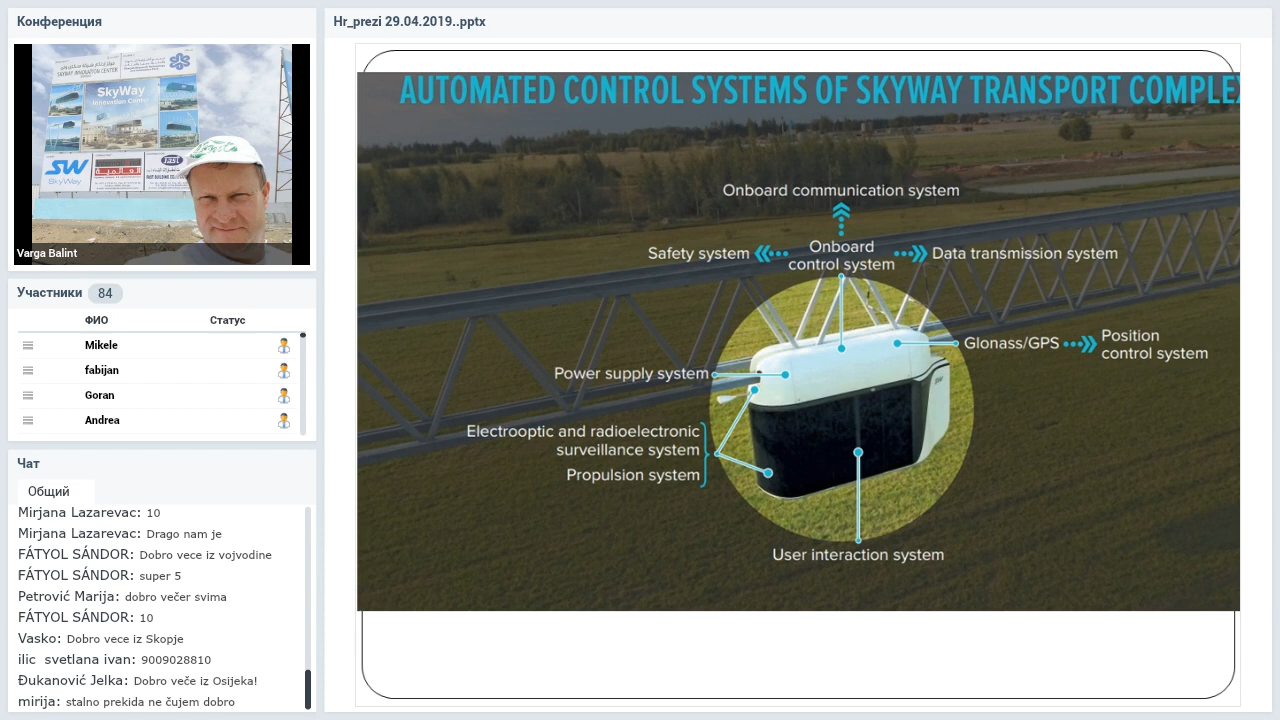 Конференция
SKYWAY INNOVATION CENTER
SkyWay
Innovation Center
SW
SkyWay
Varga Balint
Участники 84
ФИО Статус
Mikele
fabijan
Goran
Andrea
Чат
Общий
Mirjana Lazarevac: 10
Mirjana Lazarevac: Drago nam je
FÁTYOL SÁNDOR: Dobro vece iz vojvodine
FÁTYOL SÁNDOR: super 5
Petrović Marija: dobro večer svima
FÁTYOL SÁNDOR: 10
Vasko: Dobro vece iz Skopje
ilic svetlana ivan: 9009028810
Đukanović Jelka: Dobro veče iz Osijeka!
mirija: stalno prekida ne čujem dobro
Hr_prezi 29.04.2019..pptx
AUTOMATED CONTROL SYSTEMS OF SKYWAY TRANSPORT COMPLEX
Onboard communication system
Safety system
Onboard
control system
Data transmission system
Glonass/GPS
Position
control system
Power supply system
Electrooptic and radioelectronic
surveillance system
Propulsion system
User interaction system